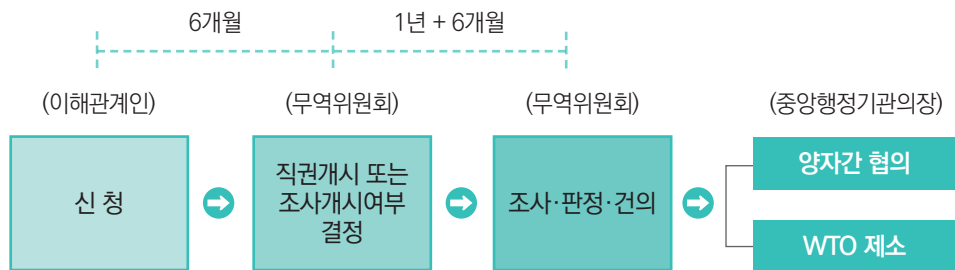 6개월
1년 + 6개월
(이해관계인)
(무역위원회)
(무역위원회)
(중앙행정기관의장)
신 청
직권개시 또는
조사개시여부
결정
조사·판정·건의
양자간 협의
WTO 제소